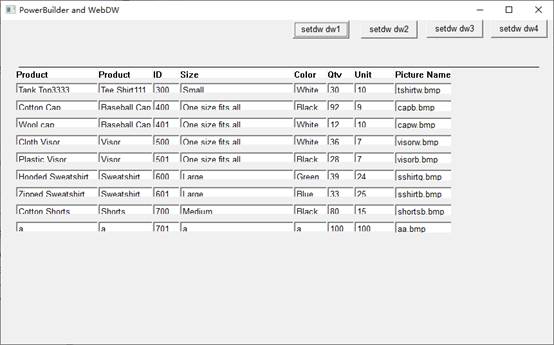 PowerBuilder and WebDW
setdw dw1 setdw dw2 setdw dw3 setdw dw4
Product Product ID Size Color Qty Unit Picture Name
Tank Top3333 Tee Shirt111 300 Small White 30 10 tshirtw.bmp
Cotton Cap Baseball Cap 400 One size fits all Black 92 9 capb.bmp
Wool cap Baseball Cap 401 One size fits all White 12 10 capw.bmp
Cloth Visor Visor 500 One size fits all White 36 7 visorw.bmp
Plastic Visor Visor 501 One size fits all Black 28 7 visorb.bmp
Hooded Sweatshirt Sweatshirt 600 Large Green 39 24 sshirtg.bmp
Zipped Sweatshirt Sweatshirt 601 Large Blue 33 25 sshirtb.bmp
Cotton Shorts Shorts 700 Medium Black 80 15 shortsb.bmp
a a 701 a a 100 100 aa.bmp